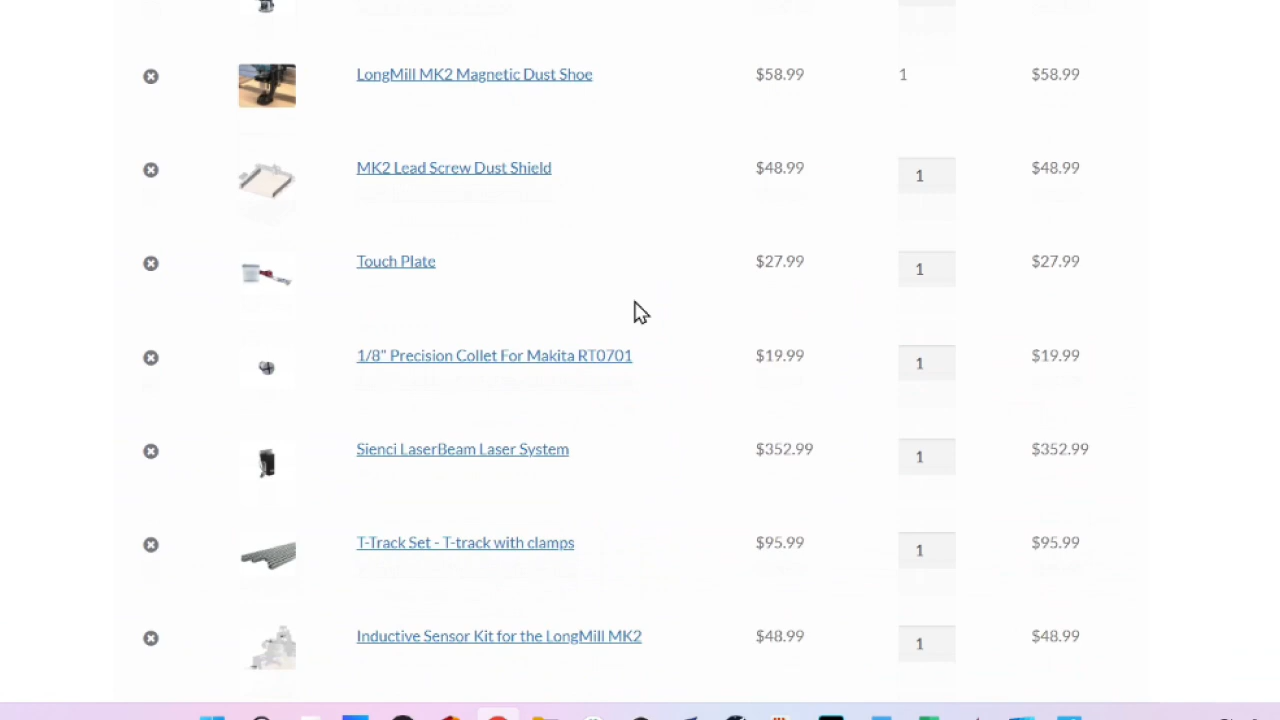 LongMill MK2 Magnetic Dust Shoe $58.99 1 $58.99
MK2 Lead Screw Dust Shield $48.99 1 $48.99
Touch Plate $27.99 1 $27.99
1/8" Precision Collet For Makita RT0701 $19.99 1 $19.99
Sienci LaserBeam Laser System $352.99 1 $352.99
T-Track Set - T-track with clamps $95.99 1 $95.99
Inductive Sensor Kit for the LongMill MK2 $48.99 1 $48.99